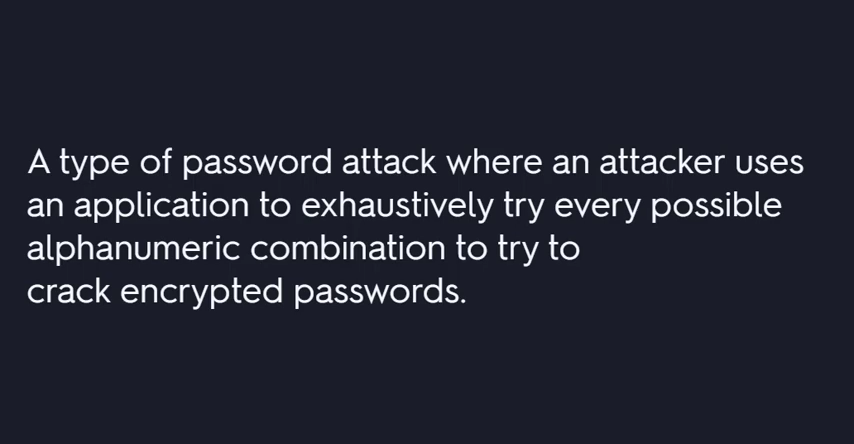 A type of password attack where an attacker uses
an application to exhaustively try every possible
alphanumeric combination to try to
crack encrypted passwords.